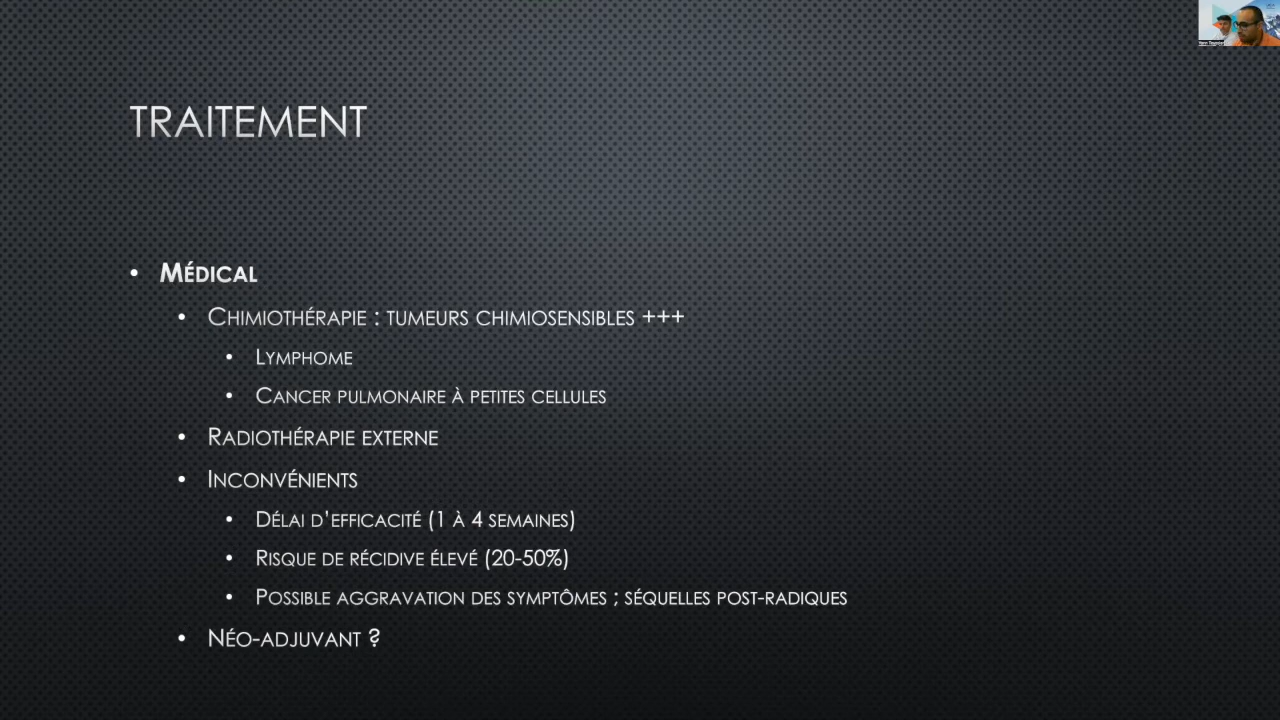 TRAITEMENT
• MÉDICAL
• CHIMIOTHÉRAPIE : TUMEURS CHIMIOSENSIBLES +++
• LYMPHOME
• CANCER PULMONAIRE À PETITES CELLULES
• RADIOTHÉRAPIE EXTERNE
• INCONVÉNIENTS
• DÉLAI D’EFFICACITÉ (1 À 4 SEMAINES)
• RISQUE DE RÉCIDIVE ÉLEVÉ (20-50%)
• POSSIBLE AGGRAVATION DES SYMPTÔMES ; SÉQUELLES POST-RADIQUES
• NÉO-ADJUVANT ?